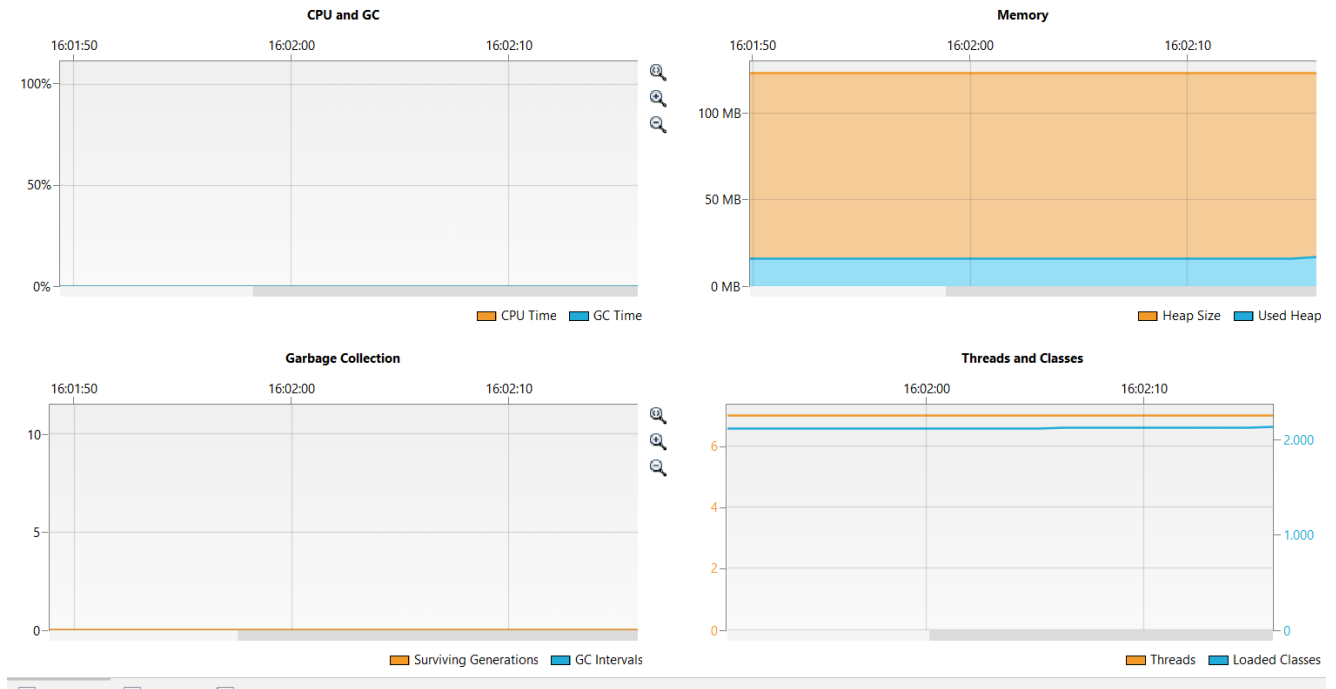 CPU and GC
16:01:50 16:02:00 16:02:10
100%
50%
0%
CPU Time GC Time
Memory
16:01:50 16:02:00 16:02:10
100 MB
50 MB
0 MB
Heap Size Used Heap
Garbage Collection
16:01:50 16:02:00 16:02:10
10
5
0
Surviving Generations GC Intervals
Threads and Classes
16:02:00 16:02:10
6
4
2
0
2.000
1.000
0
Threads Loaded Classes